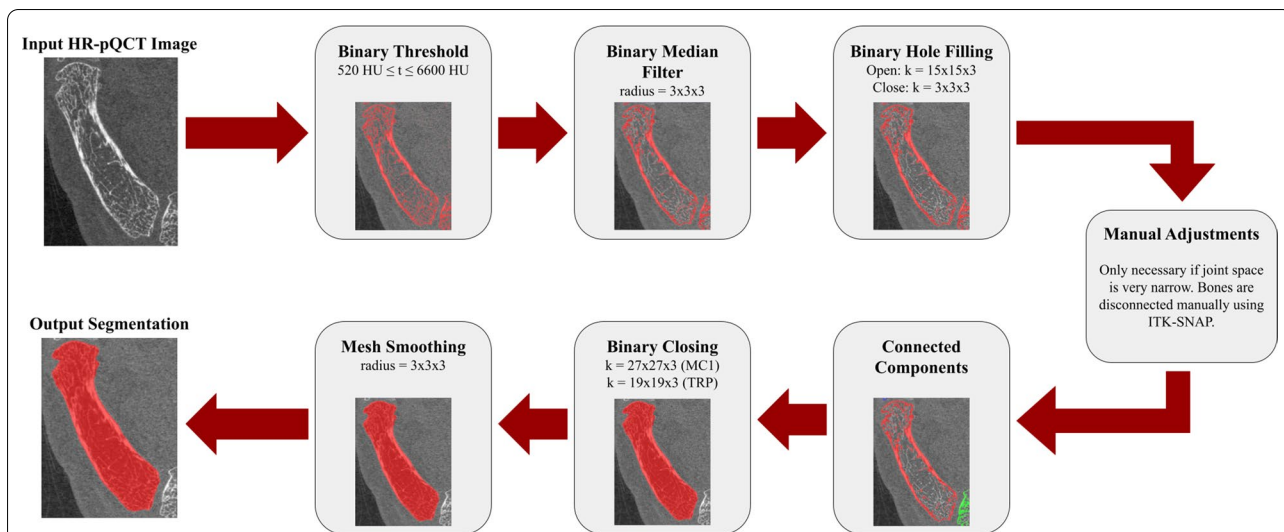 Input HR-pQCT Image
Binary Threshold
520 HU ≤ t ≤ 6600 HU
Binary Median
Filter
radius = 3x3x3
Binary Hole Filling
Open: k = 15x15x3
Close: k = 3x3x3
Manual Adjustments
Only necessary if joint space
is very narrow. Bones are
disconnected manually using
ITK-SNAP.
Connected
Components
Binary Closing
k = 27x27x3 (MC1)
k = 19x19x3 (TRP)
Mesh Smoothing
radius = 3x3x3
Output Segmentation